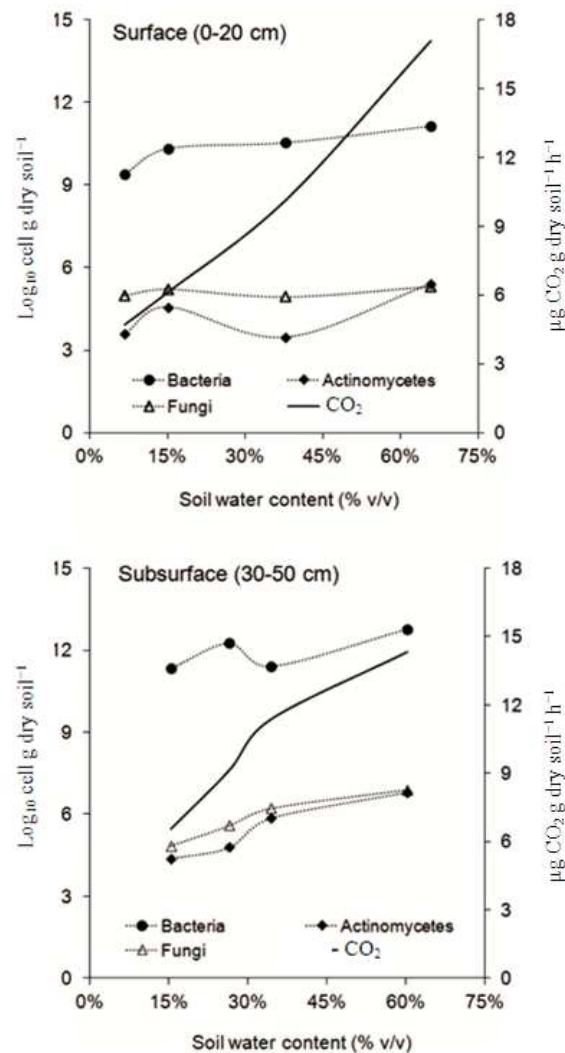 Surface (0-20 cm)
15
12
9
6
3
0
Log₁₀ cell g dry soil⁻¹
18
15
12
9
6
3
0
µg CO₂ g dry soil⁻¹ h⁻¹
Bacteria
Actinomycetes
Fungi
CO₂
0% 15% 30% 45% 60% 75%
Soil water content (% v/v)
Subsurface (30-50 cm)
15
12
9
6
3
0
Log₁₀ cell g dry soil⁻¹
18
15
12
9
6
3
0
µg CO₂ g dry soil⁻¹ h⁻¹
Bacteria
Actinomycetes
Fungi
CO₂
0% 15% 30% 45% 60% 75%
Soil water content (% v/v)